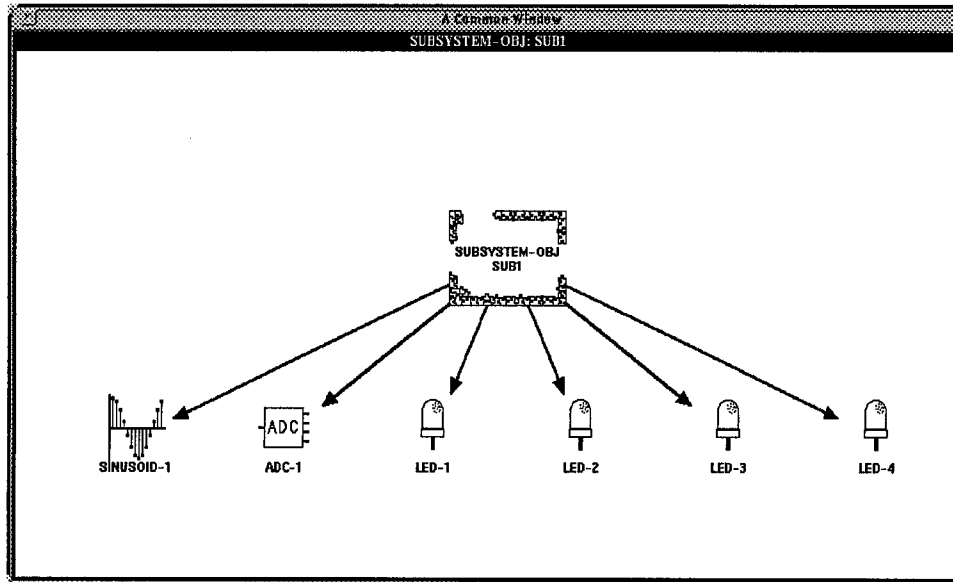 A Common Window
SUBSYSTEM-OBJ: SUB1
SUBSYSTEM-OBJ
SUB1
ADC
SINUSOID-1
ADC-1
LED-1
LED-2
LED-3
LED-4